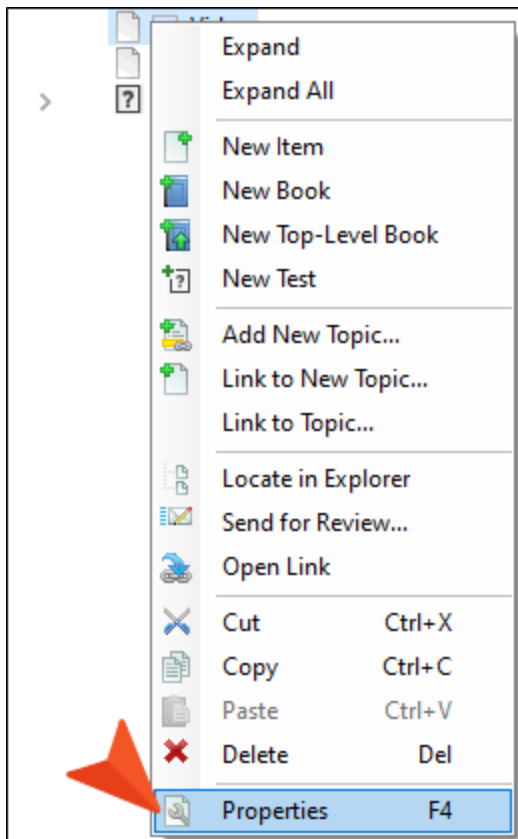 Expand
Expand All
New Item
New Book
New Top-Level Book
New Test
Add New Topic...
Link to New Topic...
Link to Topic...
Locate in Explorer
Send for Review...
Open Link
Cut Ctrl+X
Copy Ctrl+C
Paste Ctrl+V
Delete Del
Properties F4